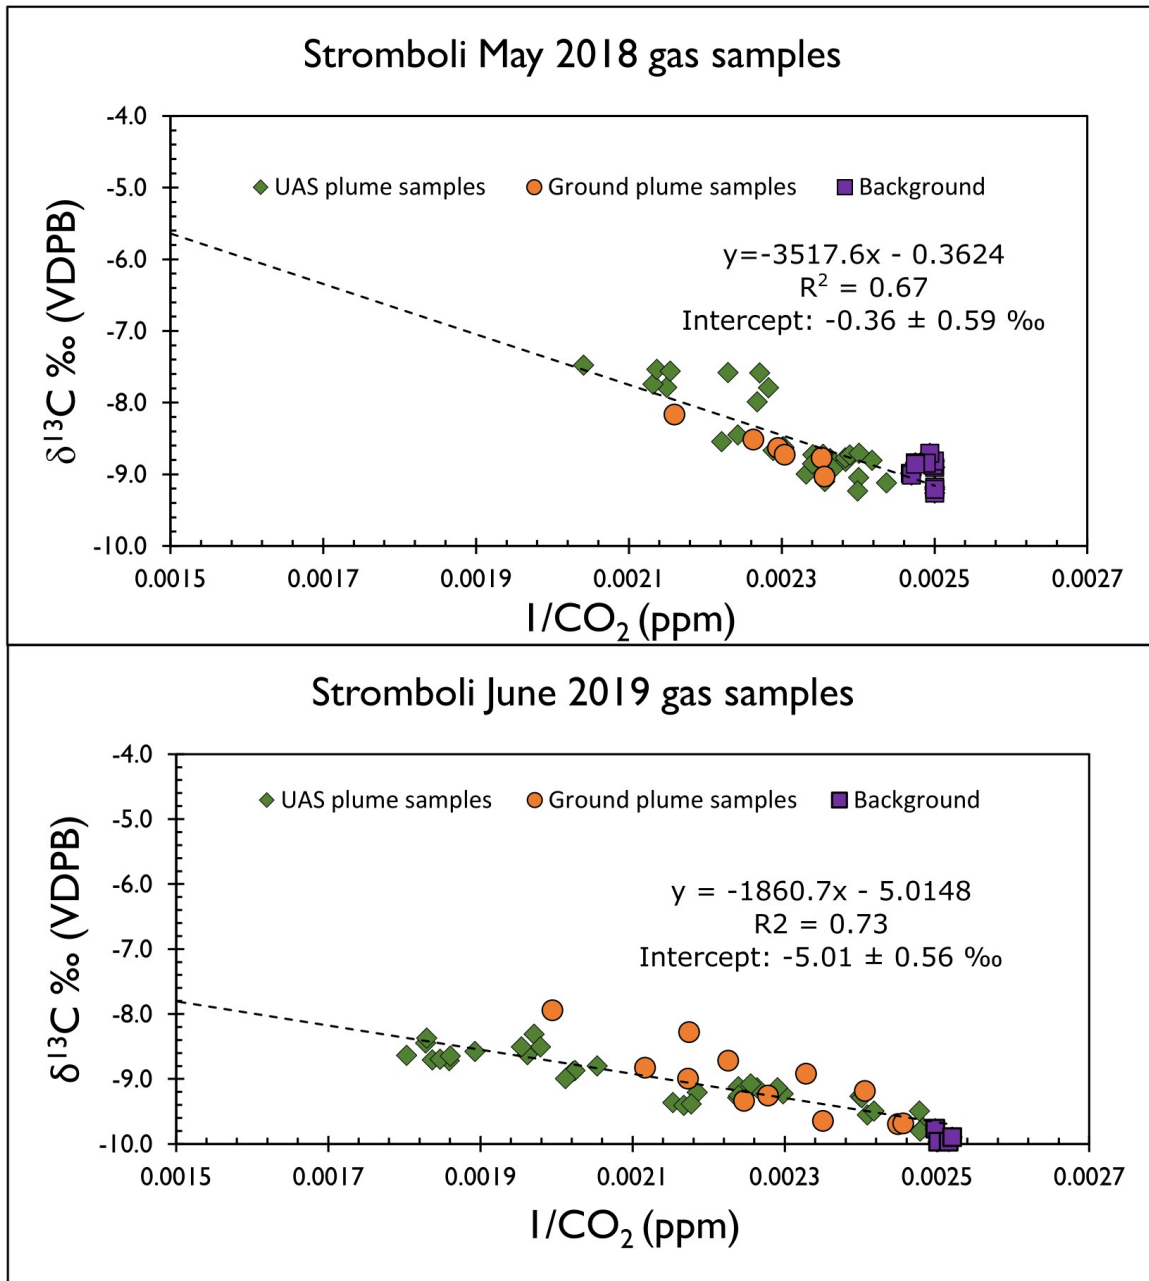 Stromboli May 2018 gas samples
-4.0
-5.0
-6.0
-7.0
-8.0
-9.0
-10.0
δ¹³C ‰ (VDPB)
UAS plume samples Ground plume samples Background
y=-3517.6x - 0.3624
R² = 0.67
Intercept: -0.36 ± 0.59 ‰
0.0015 0.0017 0.0019 0.0021 0.0023 0.0025 0.0027
1/CO₂ (ppm)
Stromboli June 2019 gas samples
-4.0
-5.0
-6.0
-7.0
-8.0
-9.0
-10.0
δ¹³C ‰ (VDPB)
UAS plume samples Ground plume samples Background
y = -1860.7x - 5.0148
R2 = 0.73
Intercept: -5.01 ± 0.56 ‰
0.0015 0.0017 0.0019 0.0021 0.0023 0.0025 0.0027
1/CO₂ (ppm)